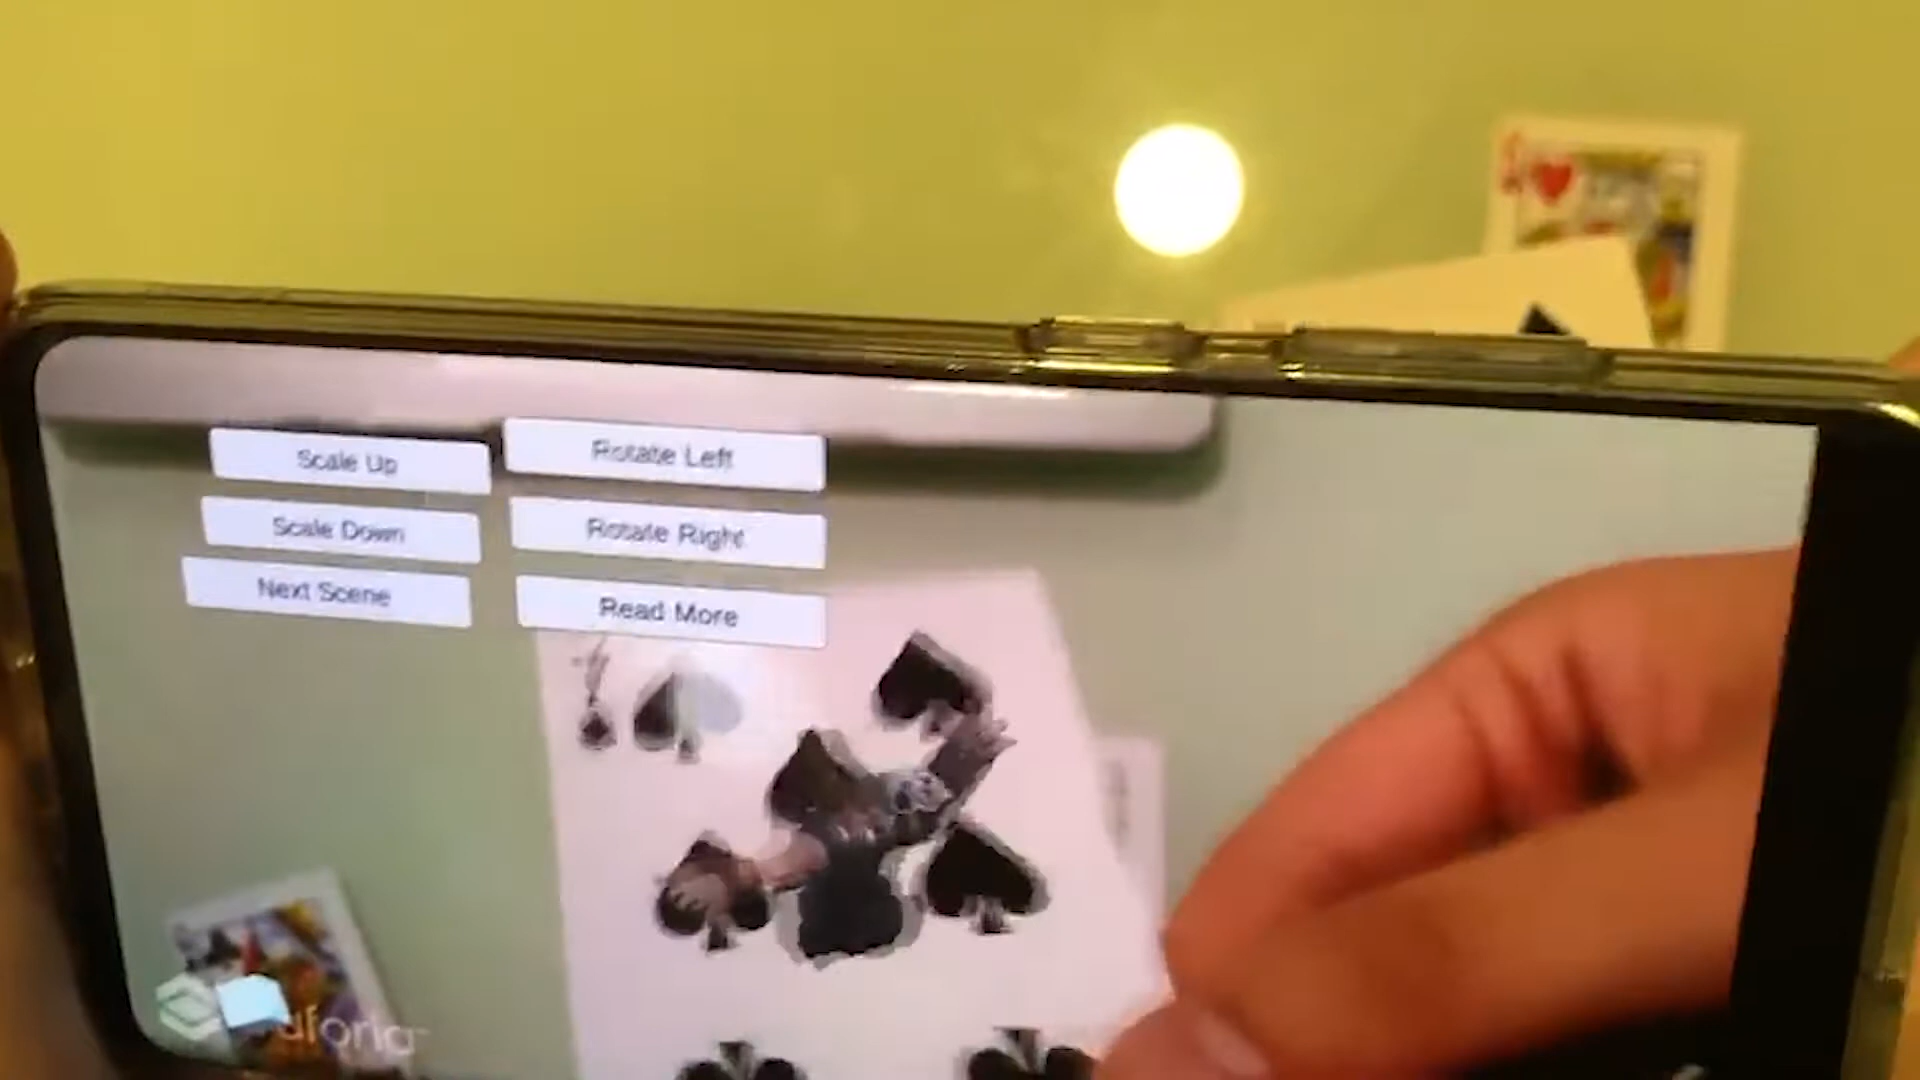 Scale Up
Rotate Left
Scale Down
Rotate Right
Next Scene
Read More